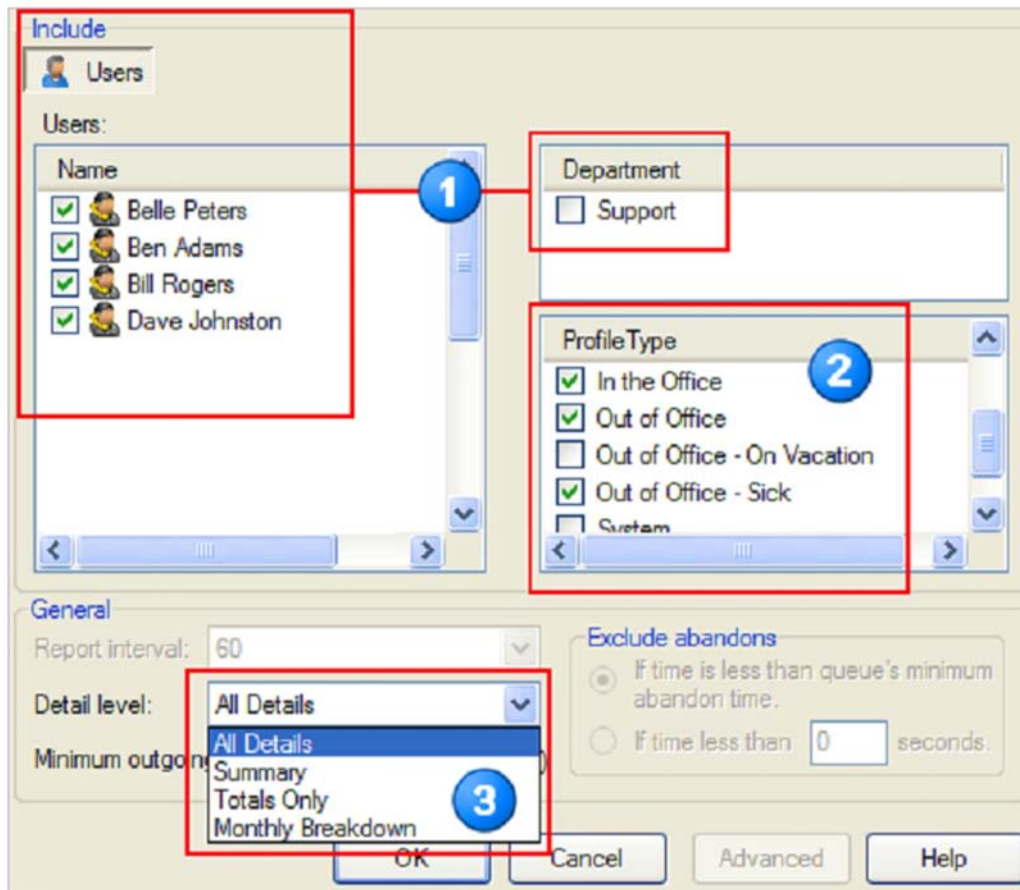 Include
Users
Users:
Name
Belle Peters
Ben Adams
Bill Rogers
Dave Johnston
1
Department
Support
ProfileType
2
In the Office
Out of Office
Out of Office - On Vacation
Out of Office - Sick
System
General
Report interval: 60
Detail level: All Details
All Details
Summary
Totals Only
Monthly Breakdown
3
Minimum outgoing
Exclude abandons
If time is less than queue's minimum
abandon time.
If time less than 0 seconds.
OK Cancel Advanced Help